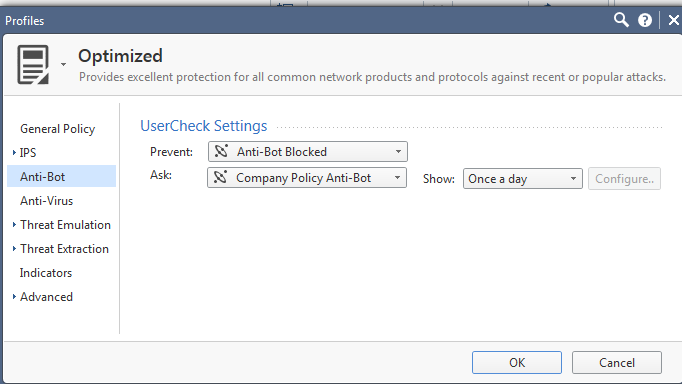 Profiles
Optimized
Provides excellent protection for all common network products and protocols against recent or popular attacks.
General Policy
IPS
Anti-Bot
Anti-Virus
Threat Emulation
Threat Extraction
Indicators
Advanced
UserCheck Settings
Prevent: Anti-Bot Blocked
Ask: Company Policy Anti-Bot Show: Once a day Configure..
OK Cancel